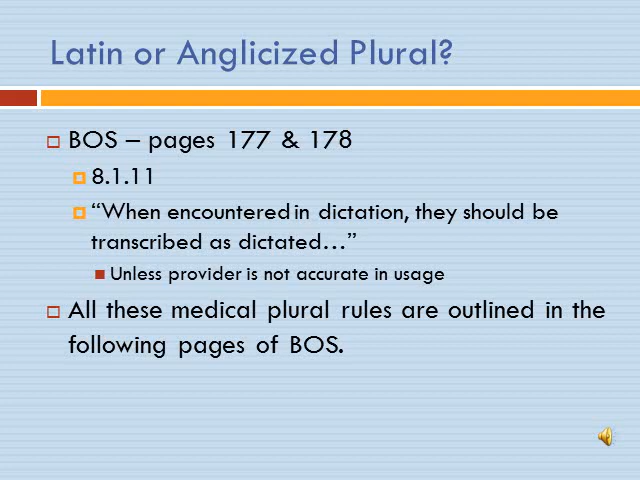 Latin or Anglicized Plural?
BOS – pages 177 & 178
8.1.11
“When encountered in dictation, they should be
transcribed as dictated…”
Unless provider is not accurate in usage
All these medical plural rules are outlined in the
following pages of BOS.